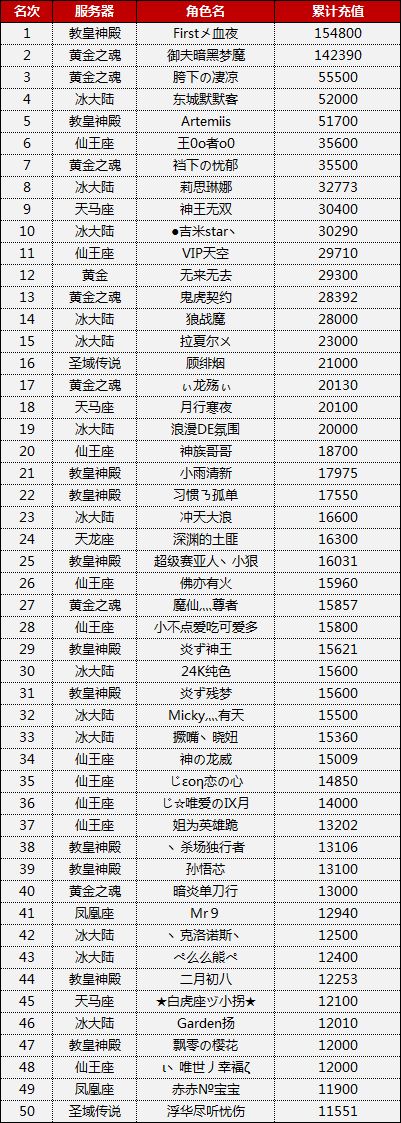 名次 服务器 角色名 累计充值
1 教皇神殿 Firstメ血夜 154800
2 黄金之魂 御夫暗黑梦魔 142390
3 黄金之魂 胯下の凄凉 55500
4 冰大陆 东城默默客 52000
5 教皇神殿 Artemiis 51700
6 仙王座 王0o者o0 35600
7 黄金之魂 裆下の忧郁 35500
8 冰大陆 莉思琳娜 32773
9 天马座 神王无双 30400
10 冰大陆 ●吉米star丶 30290
11 仙王座 VIP天空 29710
12 黄金 无来无去 29300
13 黄金之魂 鬼虎契约 28392
14 冰大陆 狼战魔 28000
15 冰大陆 拉夏尔メ 23000
16 圣域传说 顾绯烟 21000
17 黄金之魂 ぃ龙殇ぃ 20130
18 天马座 月行寒夜 20100
19 冰大陆 浪漫DE氛围 20000
20 仙王座 神族哥哥 18700
21 教皇神殿 小雨清新 17975
22 教皇神殿 习惯ㄋ孤单 17550
23 冰大陆 冲天大浪 16600
24 天龙座 深渊的土匪 16300
25 教皇神殿 超级赛亚人丶小狠 16031
26 仙王座 佛亦有火 15960
27 黄金之魂 魔仙灬尊者 15857
28 仙王座 小不点爱吃可爱多 15800
29 教皇神殿 炎ず神王 15621
30 冰大陆 24K纯色 15600
31 教皇神殿 炎ず残梦 15600
32 冰大陆 Micky灬有天 15500
33 冰大陆 撅嘴丶晓妞 15360
34 仙王座 神の龙威 15009
35 仙王座 じεοη恋の心 14850
36 仙王座 じ☆唯爱のIX月 14000
37 仙王座 姐为英雄跪 13202
38 教皇神殿 丶杀场独行者 13106
39 教皇神殿 孙悟芯 13100
40 黄金之魂 暗炎单刀行 13000
41 凤凰座 Mr９ 12940
42 冰大陆 丶克洛诺斯丶 12500
43 冰大陆 ぺ么么熊ぺ 12400
44 教皇神殿 二月初八 12253
45 天马座 ★白虎座ヅ小拐★ 12100
46 冰大陆 Garden扬 12010
47 教皇神殿 飘零の樱花 12000
48 仙王座 ι丶唯世丿幸福ζ 12000
49 凤凰座 赤赤№宝宝 11900
50 圣域传说 浮华尽听忧伤 11551